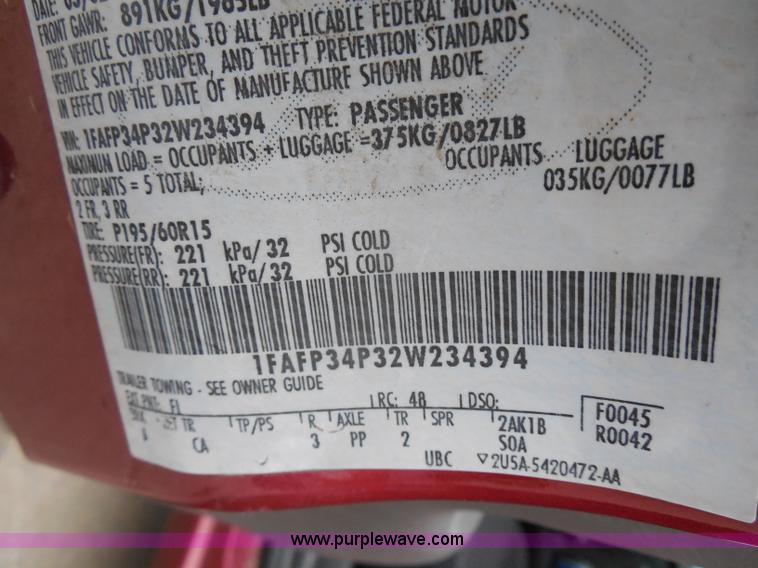 DATE:
FRONT GAWR: 891KG/1965LB
THIS VEHICLE CONFORMS TO ALL APPLICABLE FEDERAL MOTOR
VEHICLE SAFETY, BUMPER, AND THEFT PREVENTION STANDARDS
IN EFFECT ON THE DATE OF MANUFACTURE SHOWN ABOVE
VIN: 1FAFP34P32W234394 TYPE: PASSENGER
MAXIMUM LOAD = OCCUPANTS + LUGGAGE =375KG/0827LB
OCCUPANTS = 5 TOTAL; OCCUPANTS LUGGAGE
2 FR, 3 RR 035KG/0077LB
TIRE: P195/60R15
PRESSURE(FR): 221 kPa/ 32 PSI COLD
PRESSURE(RR): 221 kPa/ 32 PSI COLD
1FAFP34P32W234394
TRAILER TOWING - SEE OWNER GUIDE
EXT PNT: FI RC: 48 DSO: F0045
TR TP/PS R AXLE TR SPR 2AK1B R0042
CA 3 PP 2 SOA
UBC 2U5A-5420472-AA
www.purplewave.com